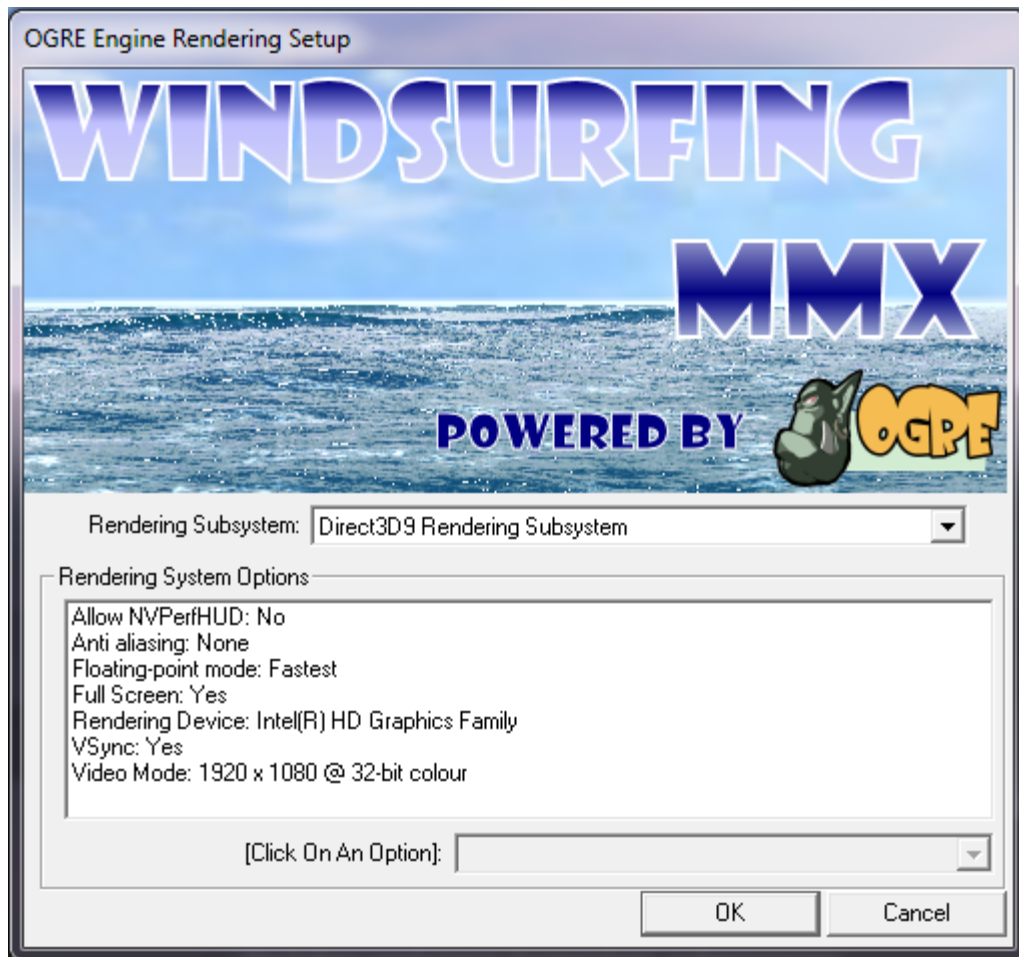 OGRE Engine Rendering Setup
WINDSURFING
MMX
POWERED BY OGRE
Rendering Subsystem: Direct3D9 Rendering Subsystem
Rendering System Options
Allow NVPerfHUD: No
Anti aliasing: None
Floating-point mode: Fastest
Full Screen: Yes
Rendering Device: Intel(R) HD Graphics Family
VSync: Yes
Video Mode: 1920 x 1080 @ 32-bit colour
[Click On An Option]:
OK Cancel